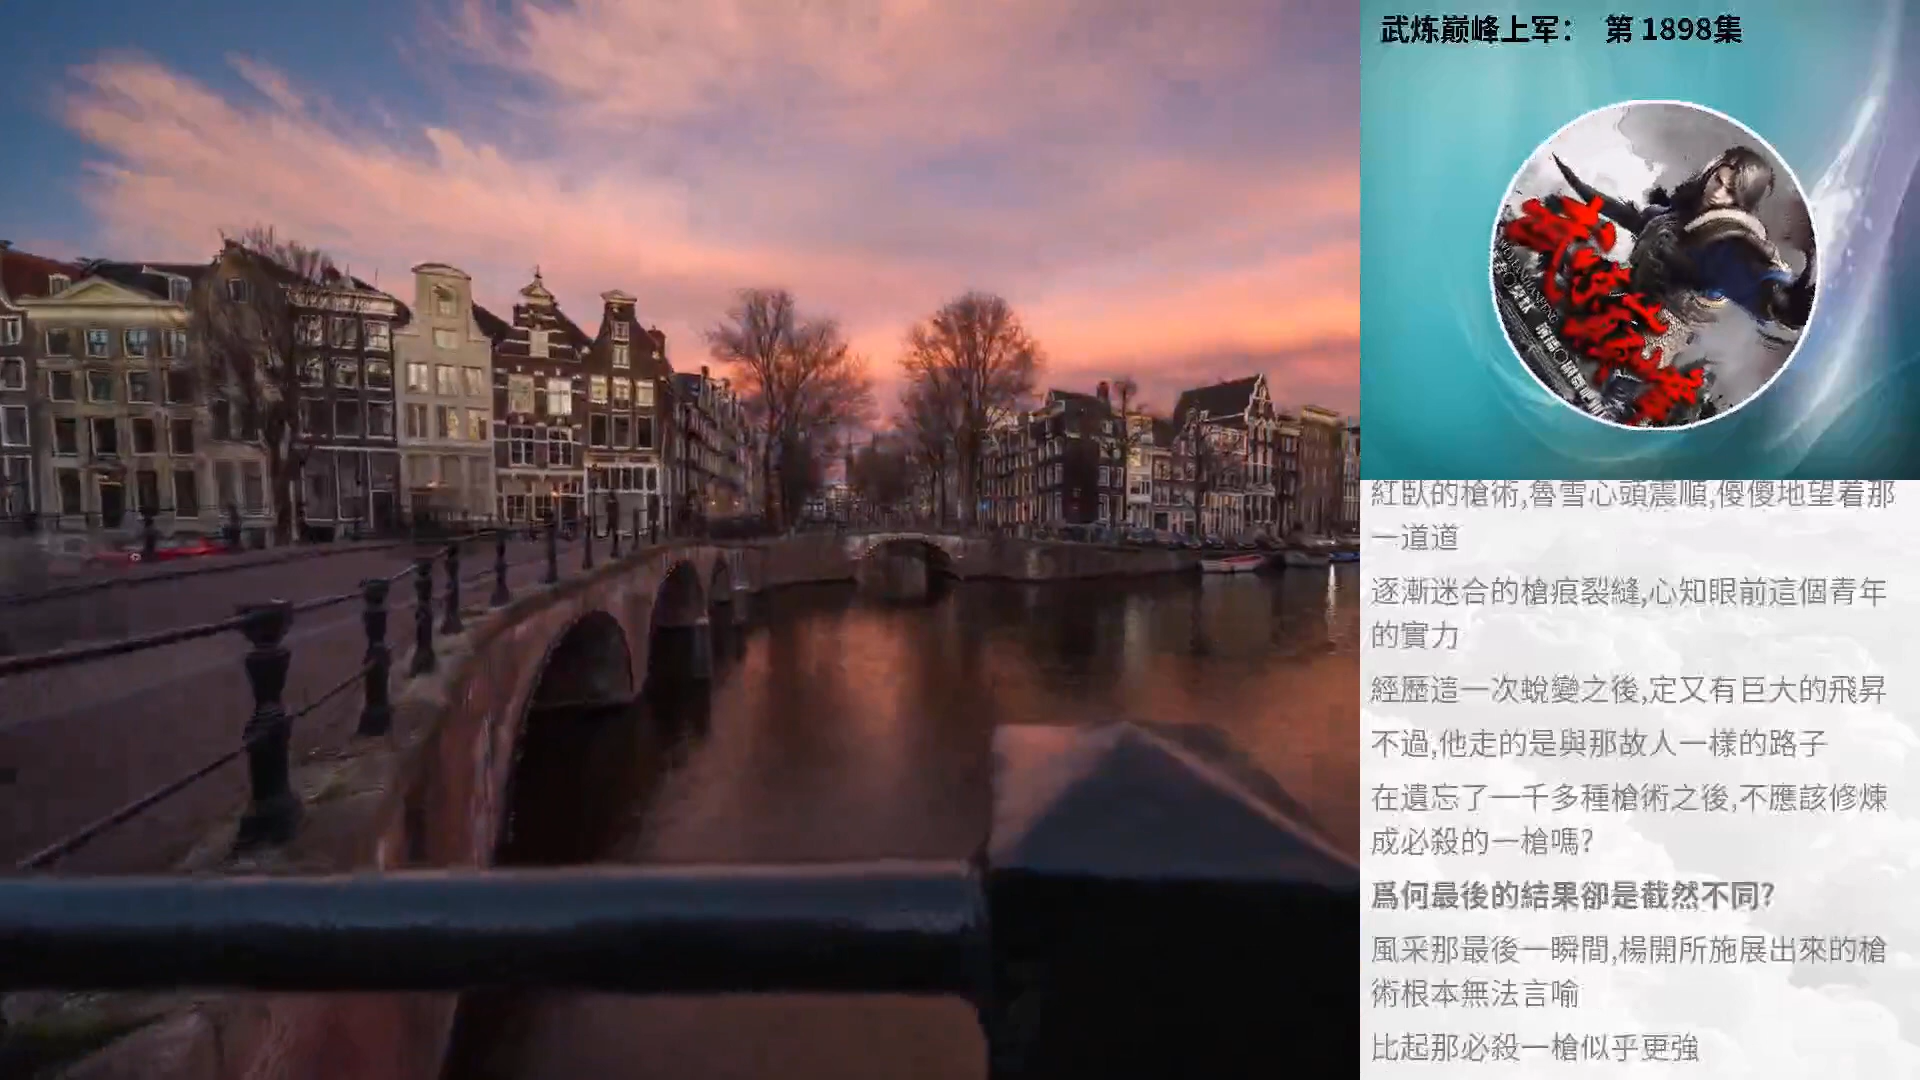 武炼巅峰上军： 第 1898集
紅臥的槍術,魯雪心頭震順,傻傻地望着那
一道道
逐漸迷合的槍痕裂縫,心知眼前這個青年
的實力
經歷這一次蛻變之後,定又有巨大的飛昇
不過,他走的是與那故人一樣的路子
在遺忘了一千多種槍術之後,不應該修煉
成必殺的一槍嗎?
爲何最後的結果卻是截然不同?
風采那最後一瞬間,楊開所施展出來的槍
術根本無法言喻
比起那必殺一槍似乎更強